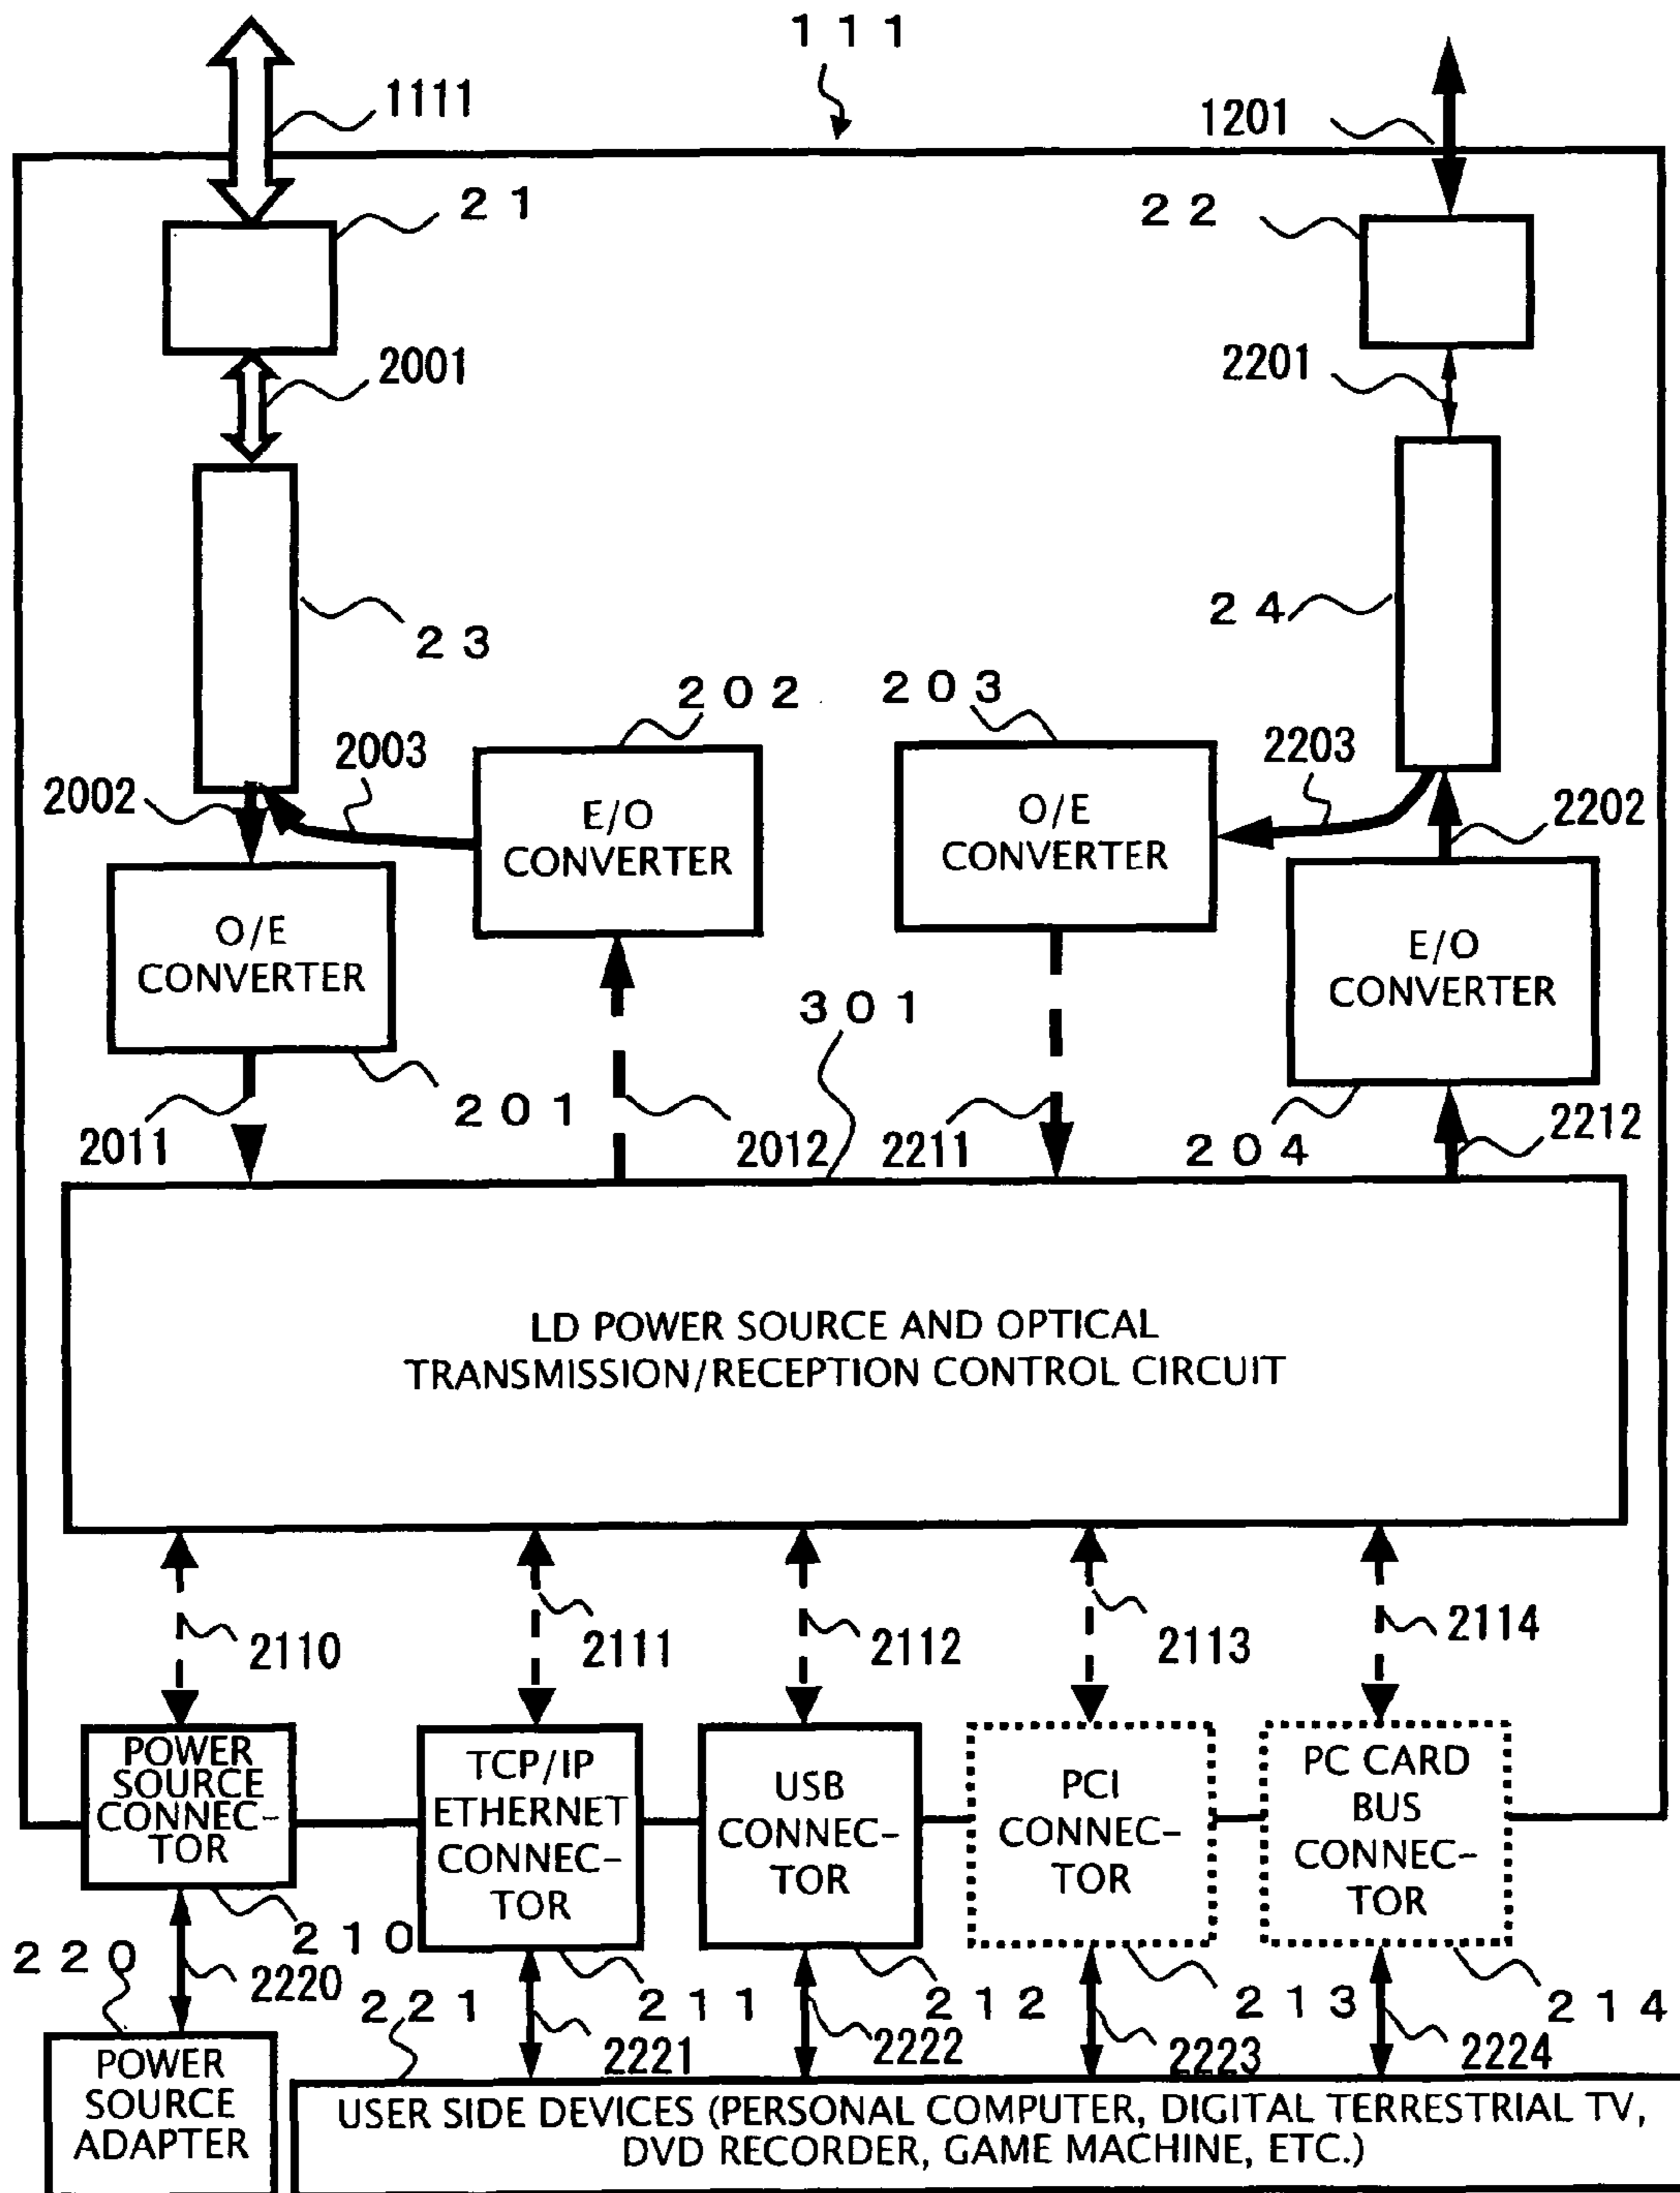 111
1111
1201
21
22
2001
2201
23
24
202
203
2003
2203
2002
2202
E/O
CONVERTER
O/E
CONVERTER
O/E
CONVERTER
E/O
CONVERTER
301
201
2011
2012
2211
204
2212
LD POWER SOURCE AND OPTICAL
TRANSMISSION/RECEPTION CONTROL CIRCUIT
2110
2111
2112
2113
2114
POWER
SOURCE
CONNEC-
TOR
TCP/IP
ETHERNET
CONNEC-
TOR
USB
CONNEC-
TOR
PCI
CONNEC-
TOR
PC CARD
BUS
CONNEC-
TOR
210
220
2220
221
211
212
213
214
2221
2222
2223
2224
POWER
SOURCE
ADAPTER
USER SIDE DEVICES (PERSONAL COMPUTER, DIGITAL TERRESTRIAL TV,
DVD RECORDER, GAME MACHINE, ETC.)